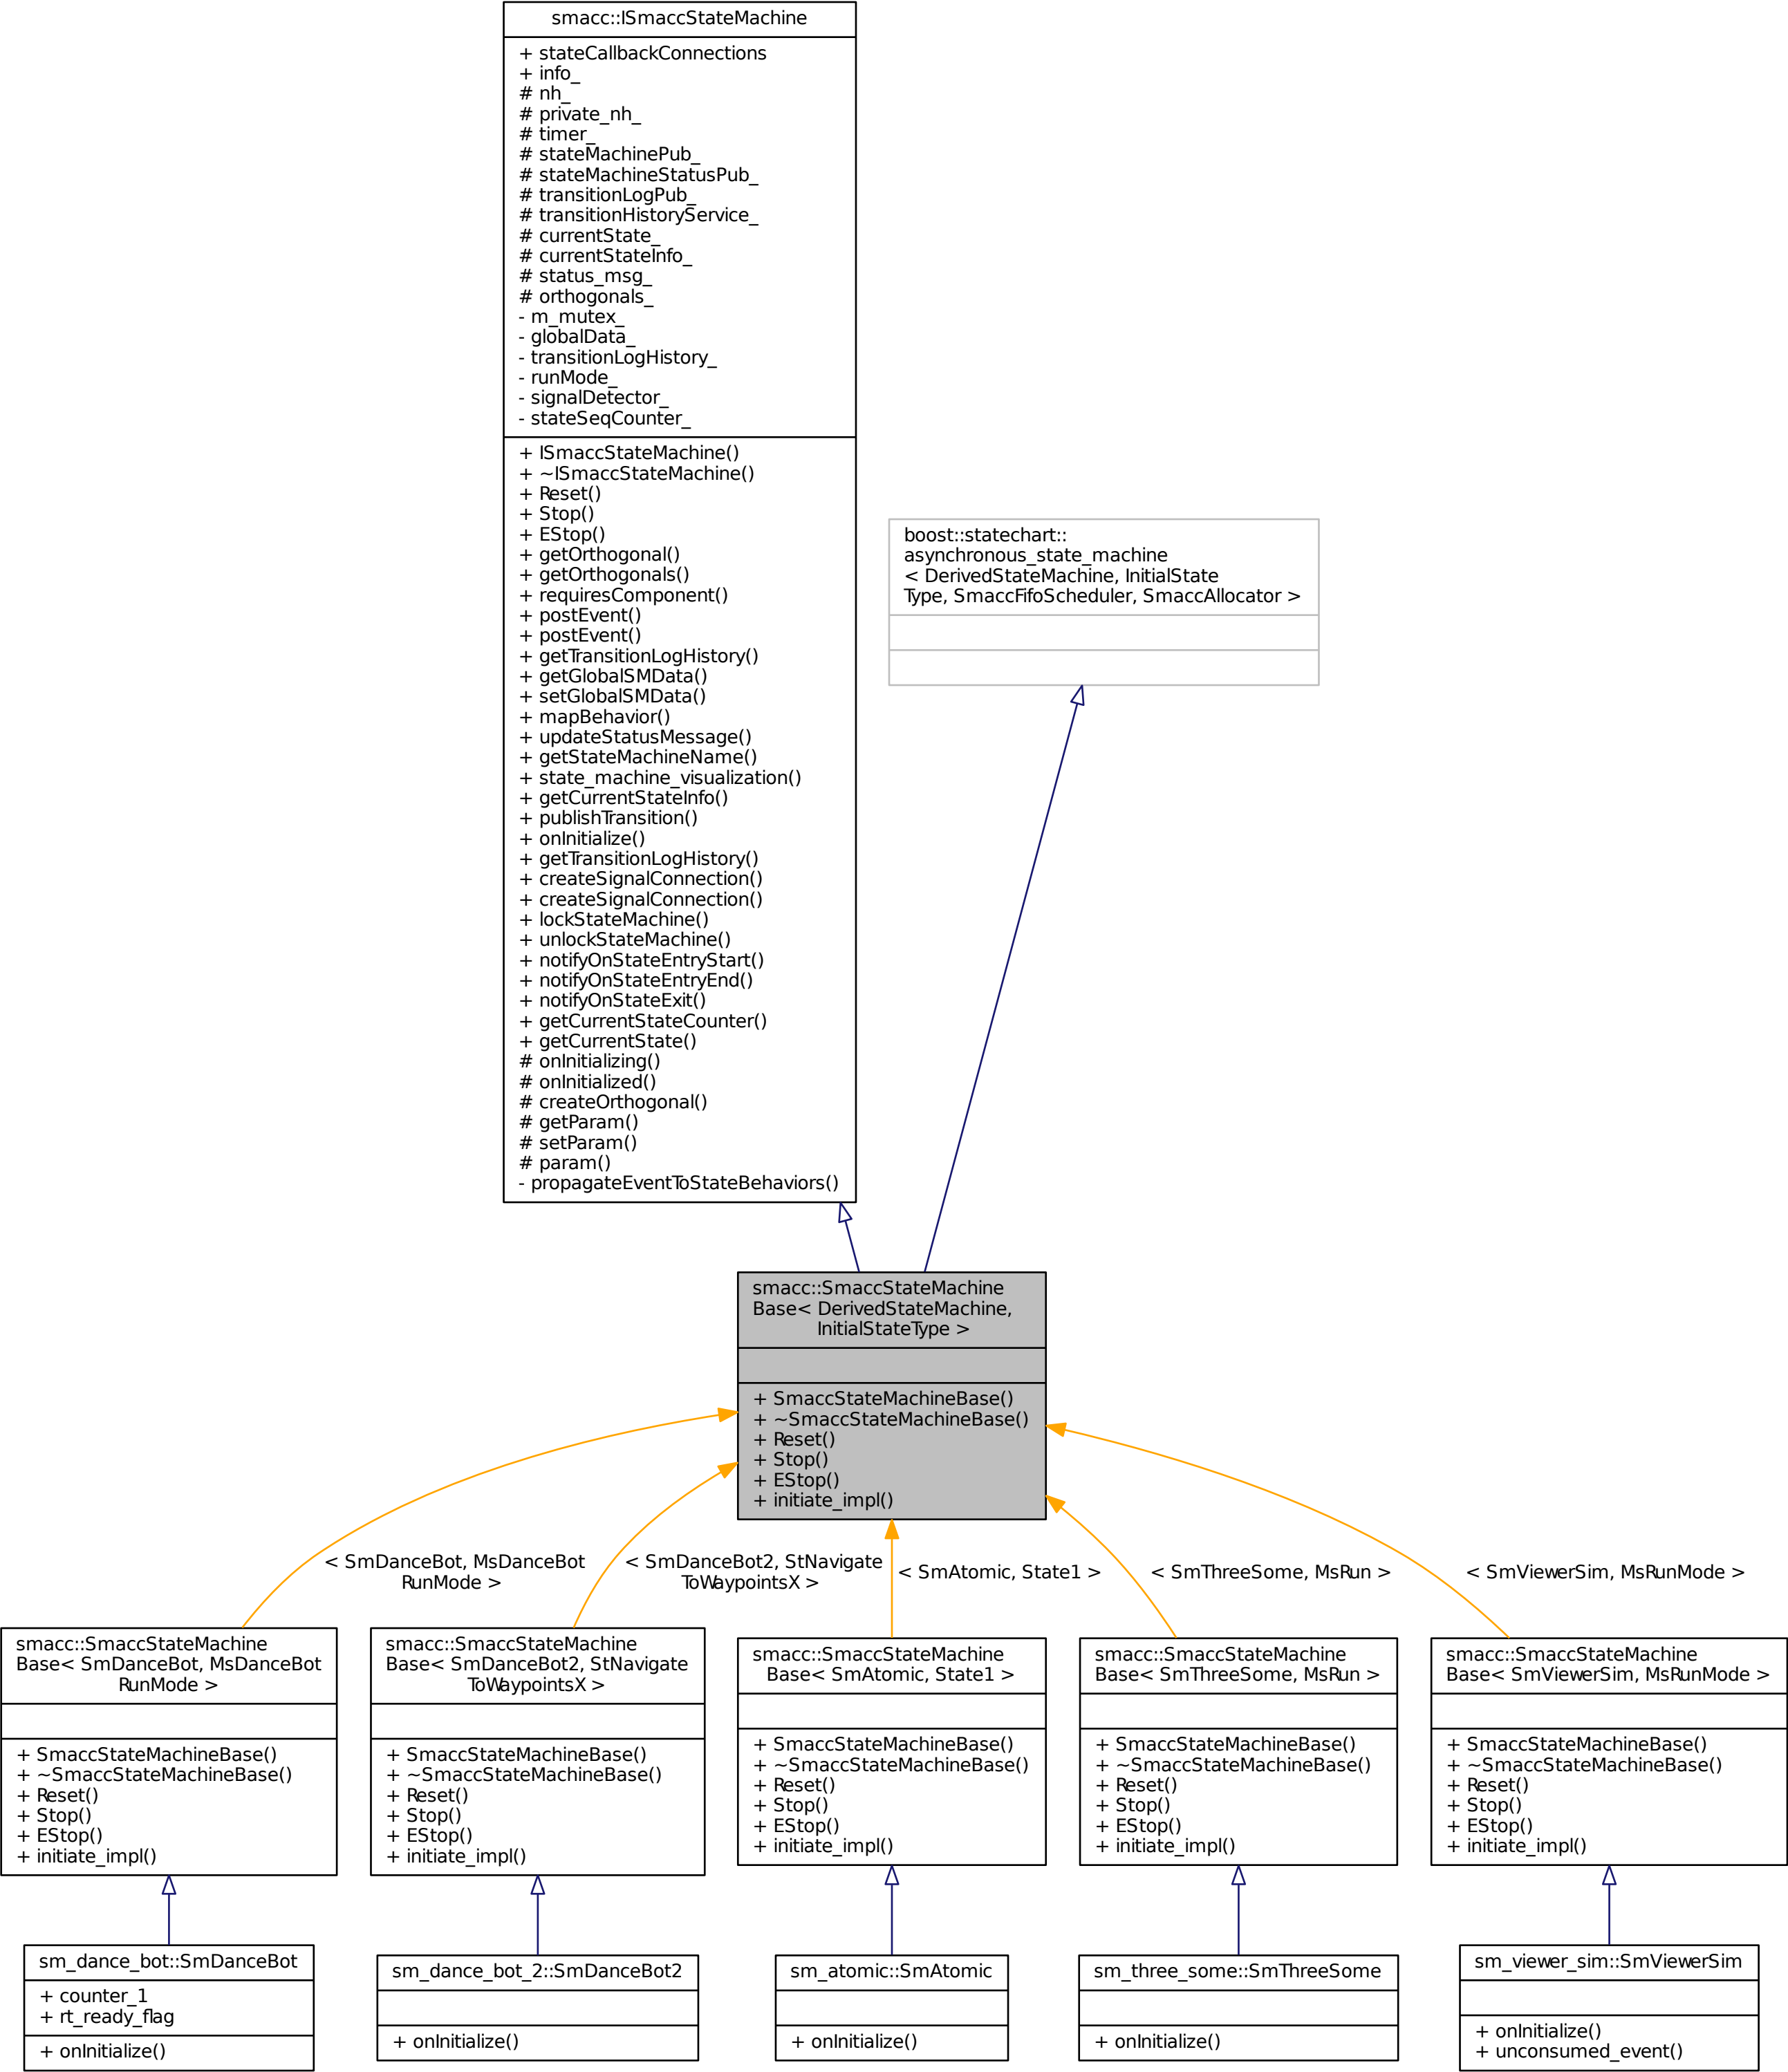 smacc::ISmaccStateMachine
+ stateCallbackConnections
+ info_
# nh_
# private_nh_
# timer_
# stateMachinePub_
# stateMachineStatusPub_
# transitionLogPub_
# transitionHistoryService_
# currentState_
# currentStateInfo_
# status_msg_
# orthogonals_
- m_mutex_
- globalData_
- transitionLogHistory_
- runMode_
- signalDetector_
- stateSeqCounter_
+ ISmaccStateMachine()
+ ~ISmaccStateMachine()
+ Reset()
+ Stop()
+ EStop()
+ getOrthogonal()
+ getOrthogonals()
+ requiresComponent()
+ postEvent()
+ postEvent()
+ getTransitionLogHistory()
+ getGlobalSMData()
+ setGlobalSMData()
+ mapBehavior()
+ updateStatusMessage()
+ getStateMachineName()
+ state_machine_visualization()
+ getCurrentStateInfo()
+ publishTransition()
+ onInitialize()
+ getTransitionLogHistory()
+ createSignalConnection()
+ createSignalConnection()
+ lockStateMachine()
+ unlockStateMachine()
+ notifyOnStateEntryStart()
+ notifyOnStateEntryEnd()
+ notifyOnStateExit()
+ getCurrentStateCounter()
+ getCurrentState()
# onInitializing()
# onInitialized()
# createOrthogonal()
# getParam()
# setParam()
# param()
- propagateEventToStateBehaviors()
boost::statechart::
asynchronous_state_machine
< DerivedStateMachine, InitialState
Type, SmaccFifoScheduler, SmaccAllocator >
smacc::SmaccStateMachine
Base< DerivedStateMachine,
InitialStateType >
+ SmaccStateMachineBase()
+ ~SmaccStateMachineBase()
+ Reset()
+ Stop()
+ EStop()
+ initiate_impl()
< SmDanceBot, MsDanceBot
RunMode >
< SmDanceBot2, StNavigate
ToWaypointsX >
< SmAtomic, State1 >
< SmThreeSome, MsRun >
< SmViewerSim, MsRunMode >
smacc::SmaccStateMachine
Base< SmDanceBot, MsDanceBot
RunMode >
+ SmaccStateMachineBase()
+ ~SmaccStateMachineBase()
+ Reset()
+ Stop()
+ EStop()
+ initiate_impl()
smacc::SmaccStateMachine
Base< SmDanceBot2, StNavigate
ToWaypointsX >
+ SmaccStateMachineBase()
+ ~SmaccStateMachineBase()
+ Reset()
+ Stop()
+ EStop()
+ initiate_impl()
smacc::SmaccStateMachine
Base< SmAtomic, State1 >
+ SmaccStateMachineBase()
+ ~SmaccStateMachineBase()
+ Reset()
+ Stop()
+ EStop()
+ initiate_impl()
smacc::SmaccStateMachine
Base< SmThreeSome, MsRun >
+ SmaccStateMachineBase()
+ ~SmaccStateMachineBase()
+ Reset()
+ Stop()
+ EStop()
+ initiate_impl()
smacc::SmaccStateMachine
Base< SmViewerSim, MsRunMode >
+ SmaccStateMachineBase()
+ ~SmaccStateMachineBase()
+ Reset()
+ Stop()
+ EStop()
+ initiate_impl()
sm_dance_bot::SmDanceBot
+ counter_1
+ rt_ready_flag
+ onInitialize()
sm_dance_bot_2::SmDanceBot2
+ onInitialize()
sm_atomic::SmAtomic
+ onInitialize()
sm_three_some::SmThreeSome
+ onInitialize()
sm_viewer_sim::SmViewerSim
+ onInitialize()
+ unconsumed_event()